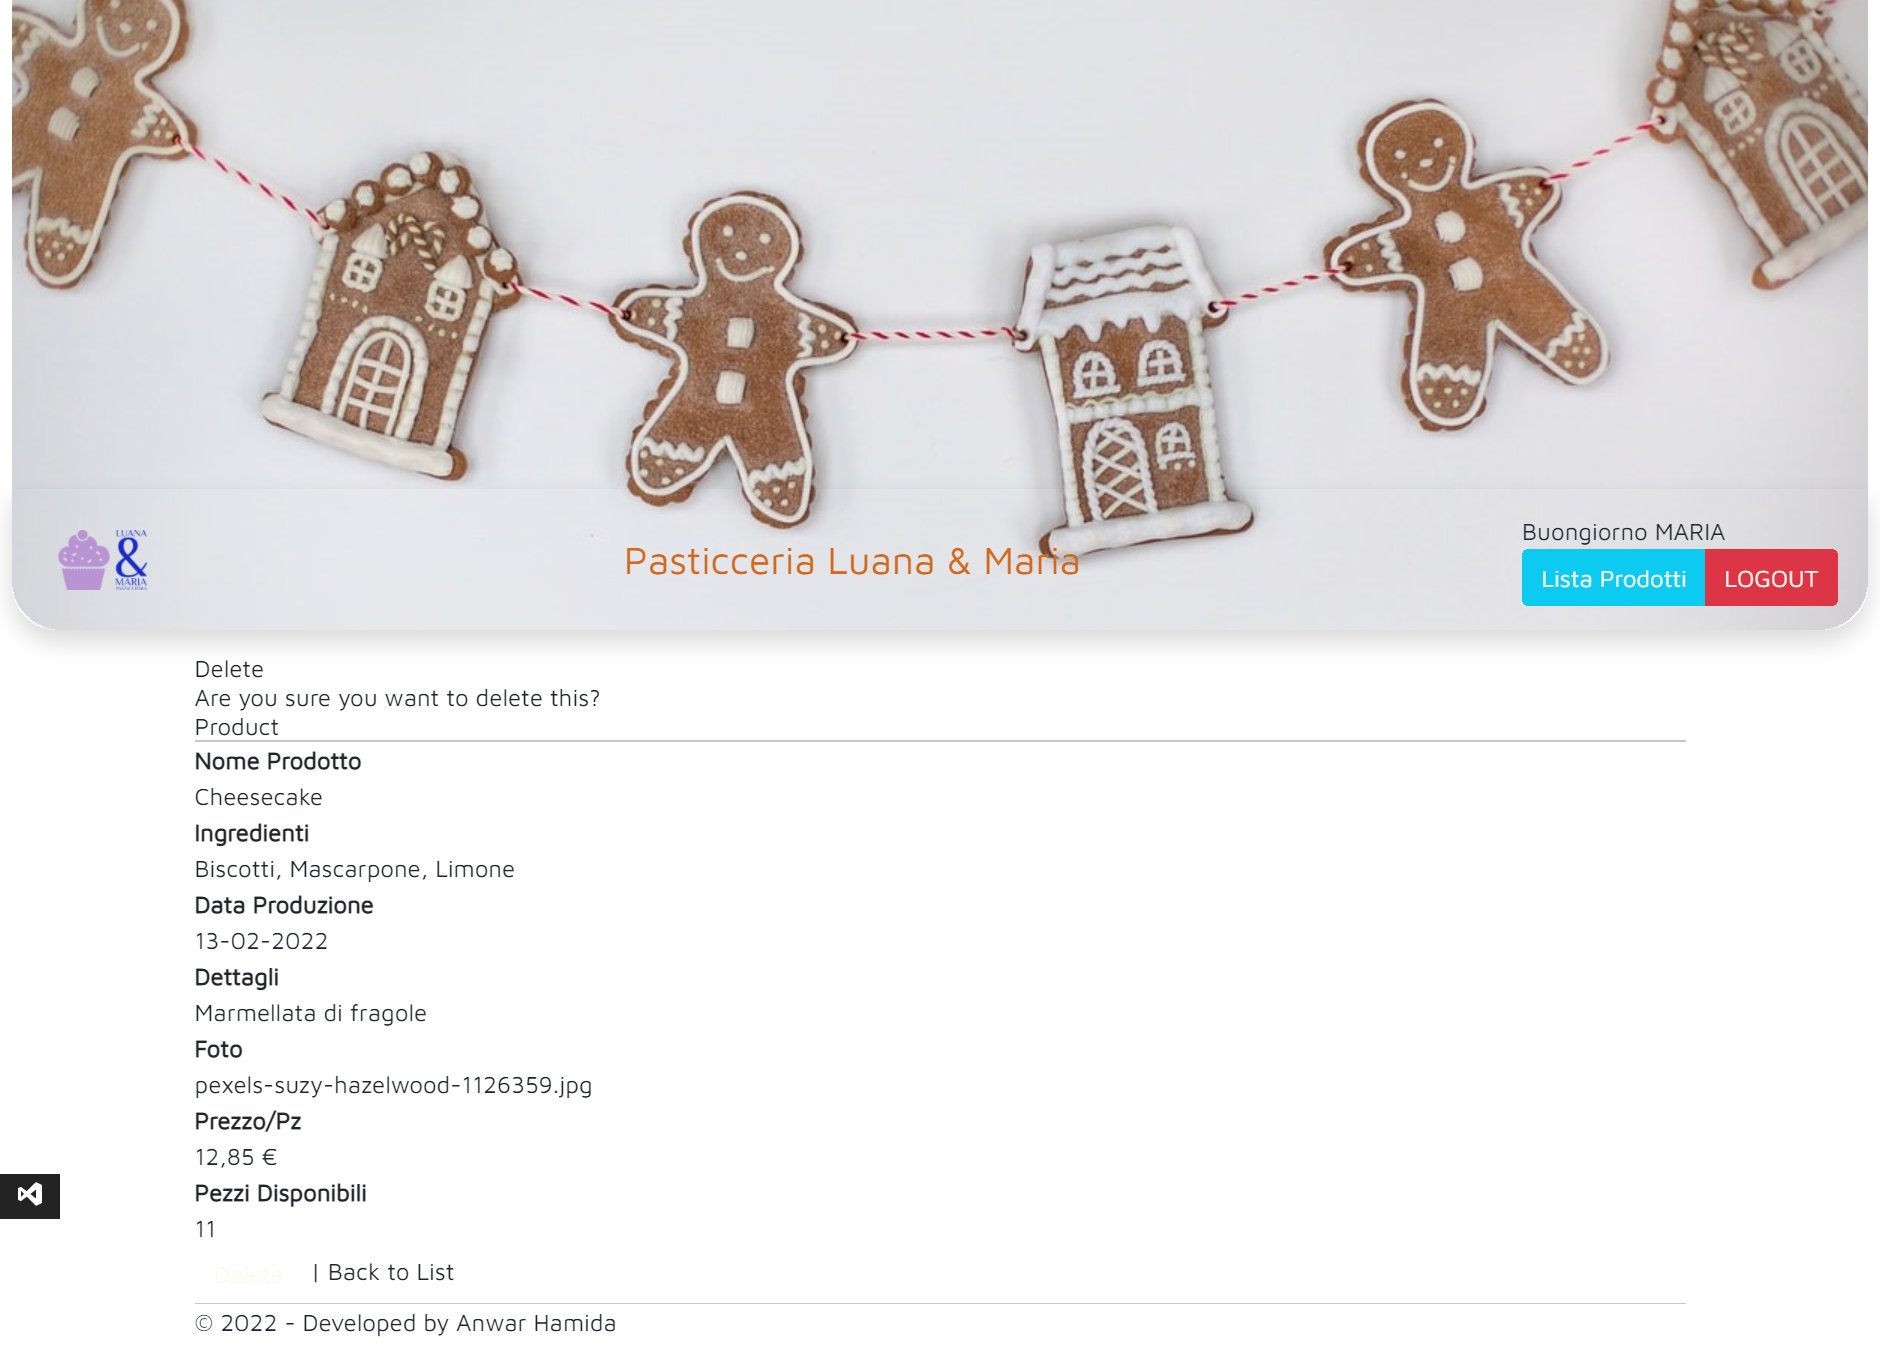 LUANA
&
MARIA
Pasticceria Luana & Maria
Buongiorno MARIA
Lista Prodotti LOGOUT
Delete
Are you sure you want to delete this?
Product
Nome Prodotto
Cheesecake
Ingredienti
Biscotti, Mascarpone, Limone
Data Produzione
13-02-2022
Dettagli
Marmellata di fragole
Foto
pexels-suzy-hazelwood-1126359.jpg
Prezzo/Pz
12,85 €
Pezzi Disponibili
11
Delete | Back to List
© 2022 - Developed by Anwar Hamida